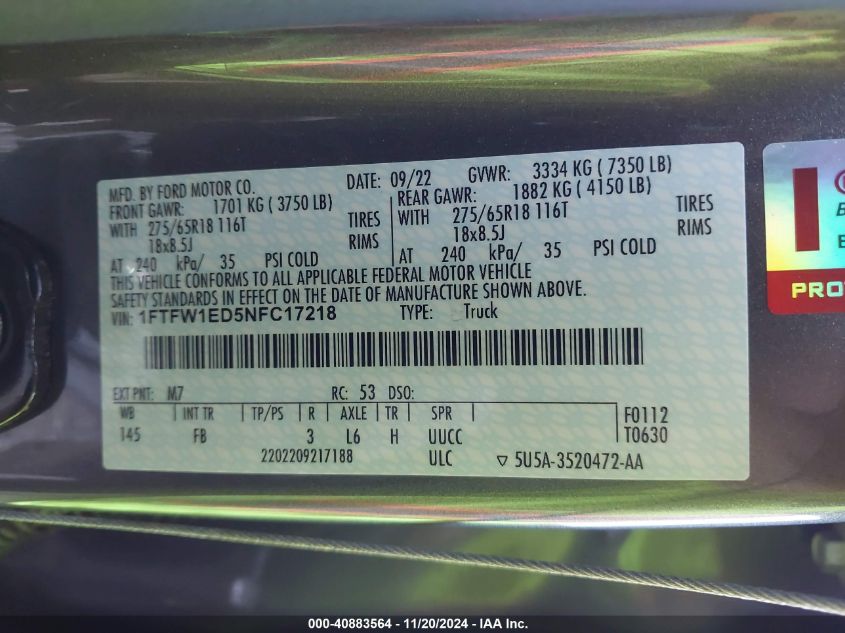 MFD. BY FORD MOTOR CO. DATE: 09/22 GVWR: 3334 KG ( 7350 LB)
FRONT GAWR: 1701 KG ( 3750 LB) REAR GAWR: 1882 KG ( 4150 LB)
WITH 275/65R18 116T TIRES WITH 275/65R18 116T TIRES
18x8.5J RIMS 18x8.5J RIMS
AT 240 kPa/ 35 PSI COLD AT 240 kPa/ 35 PSI COLD
THIS VEHICLE CONFORMS TO ALL APPLICABLE FEDERAL MOTOR VEHICLE
SAFETY STANDARDS IN EFFECT ON THE DATE OF MANUFACTURE SHOWN ABOVE.
VIN: 1FTFW1ED5NFC17218 TYPE: Truck
EXT PNT: M7 RC: 53 DSO:
WB INT TR TP/PS R AXLE TR SPR F0112
145 FB 3 L6 H UUCC T0630
2202209217188 ULC ▽ 5U5A-3520472-AA
PRO
000-40883564 - 11/20/2024 - IAA Inc.